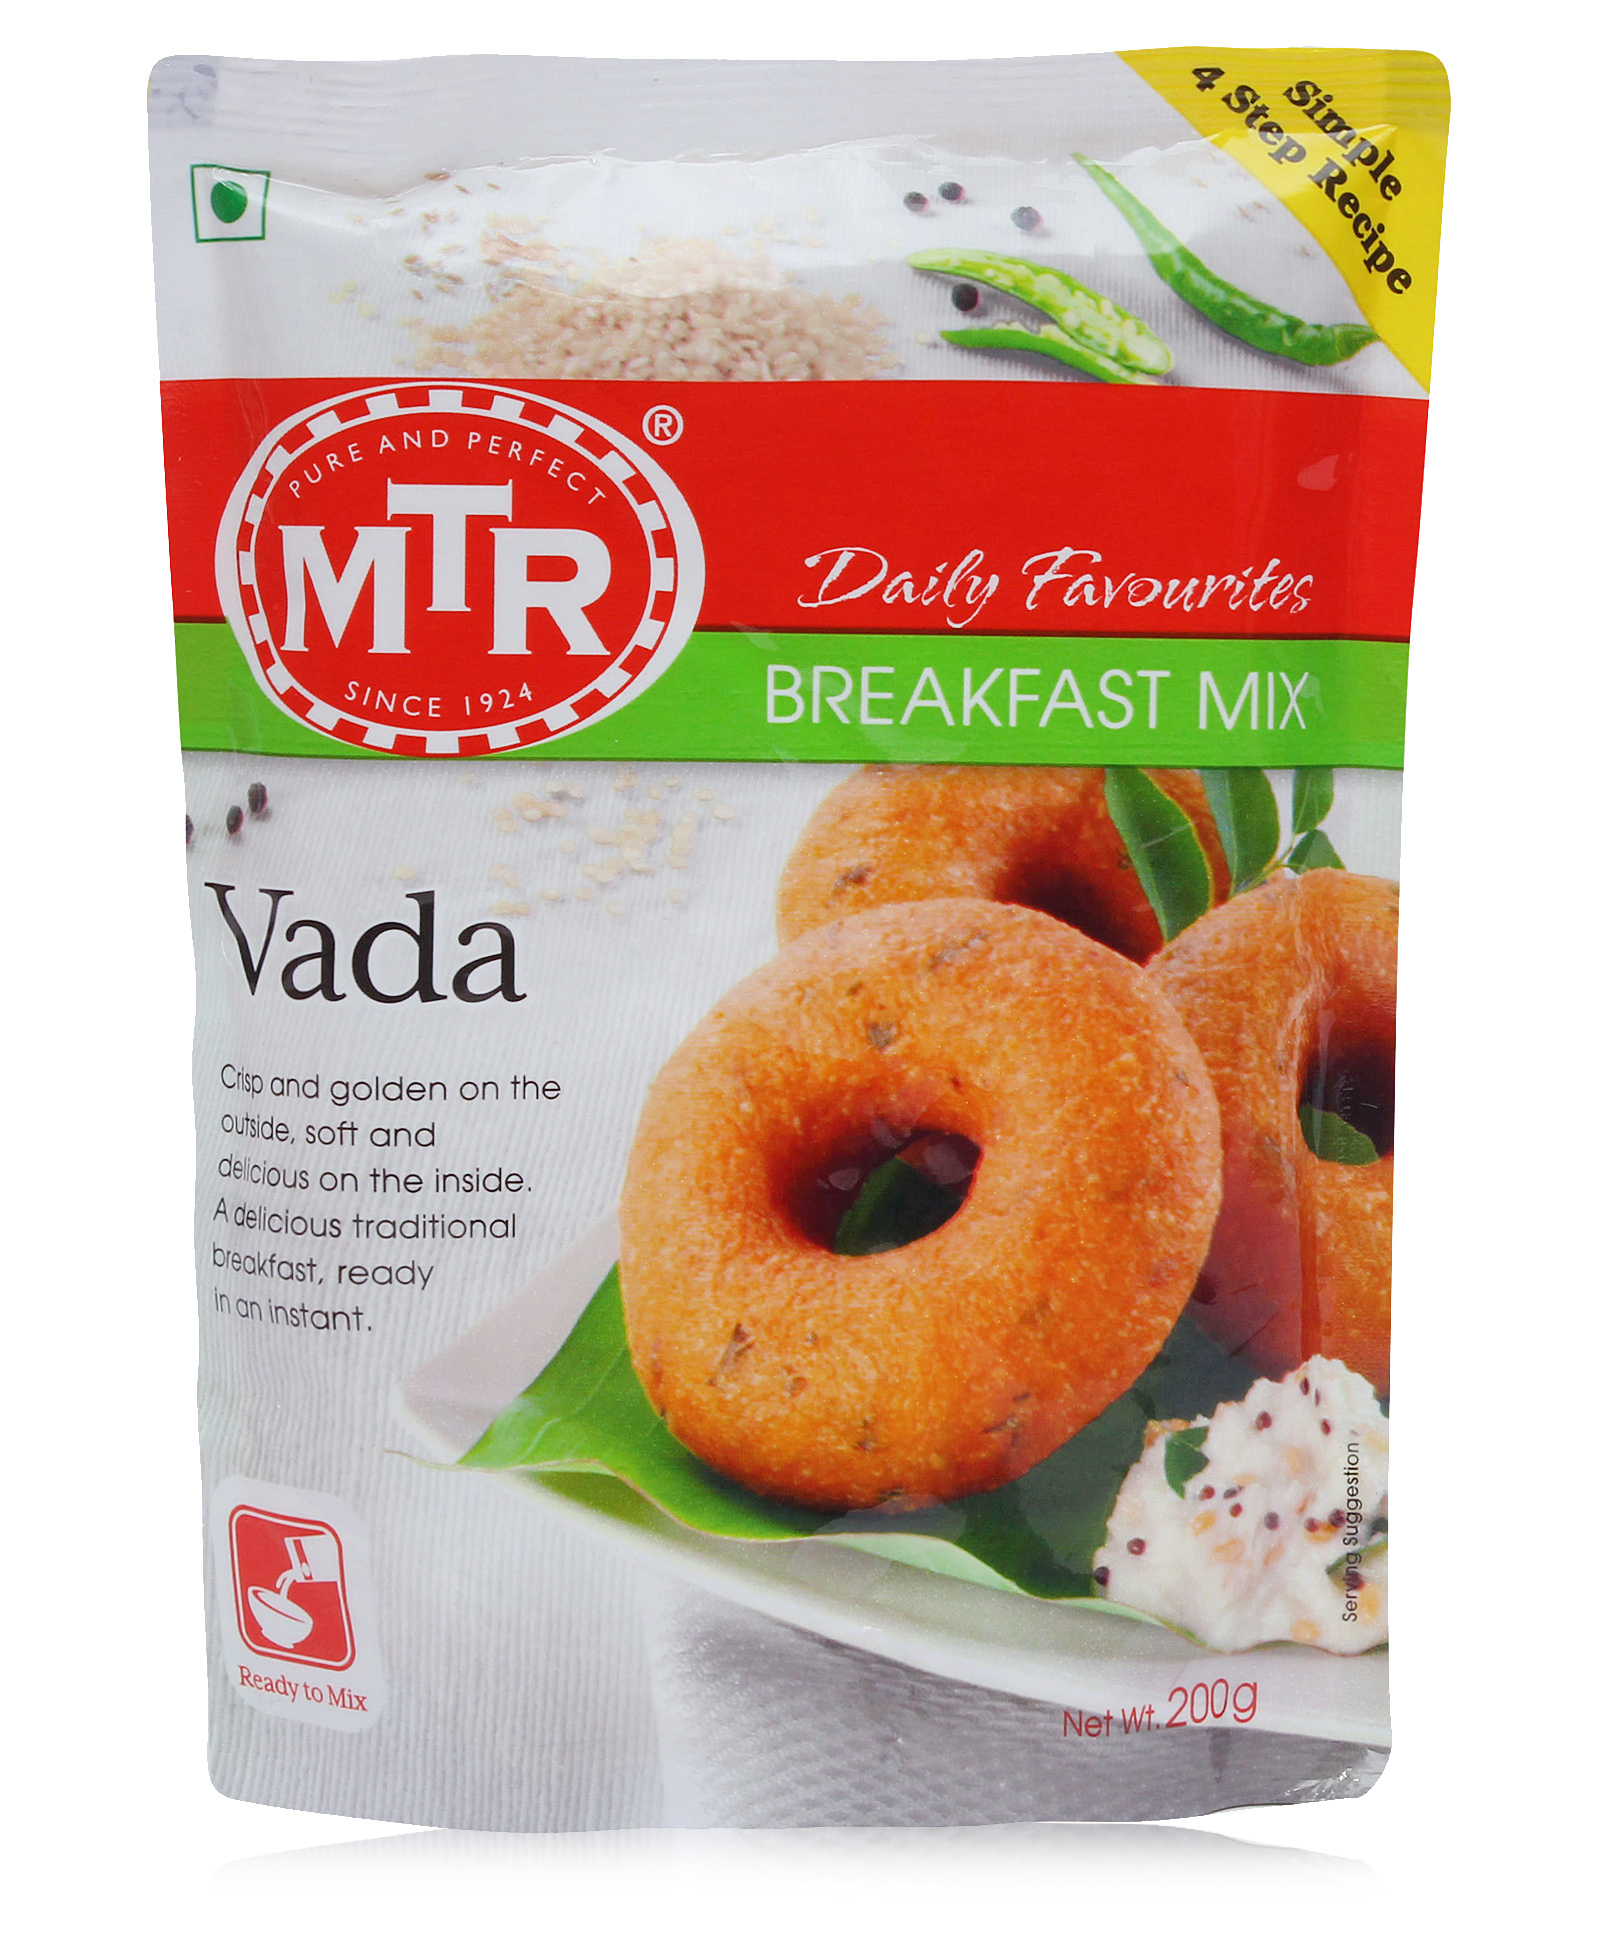 Simple
4 Step Recipe
PURE AND PERFECT
®
MTR
SINCE 1924
Daily Favourites
BREAKFAST MIX
Vada
Crisp and golden on the
outside, soft and
delicious on the inside.
A delicious traditional
breakfast, ready
in an instant.
Serving Suggestion
Ready to Mix
Net Wt. 200g